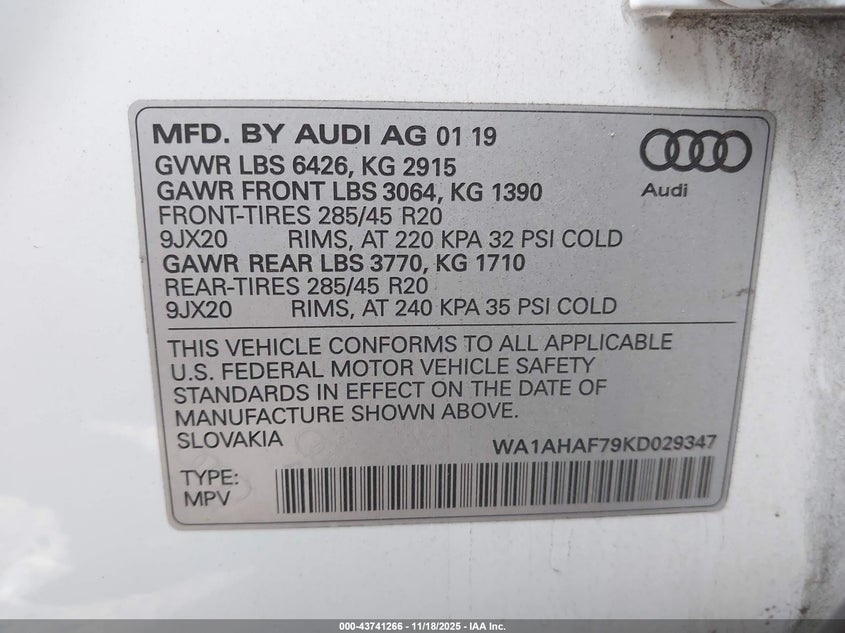 MFD. BY AUDI AG 01 19
GVWR LBS 6426, KG 2915
GAWR FRONT LBS 3064, KG 1390
FRONT-TIRES 285/45 R20
9JX20 RIMS, AT 220 KPA 32 PSI COLD
GAWR REAR LBS 3770, KG 1710
REAR-TIRES 285/45 R20
9JX20 RIMS, AT 240 KPA 35 PSI COLD
Audi
THIS VEHICLE CONFORMS TO ALL APPLICABLE
U.S. FEDERAL MOTOR VEHICLE SAFETY
STANDARDS IN EFFECT ON THE DATE OF
MANUFACTURE SHOWN ABOVE.
SLOVAKIA
WA1AHAF79KD029347
TYPE:
MPV
000-43741266 - 11/18/2025 - IAA Inc.